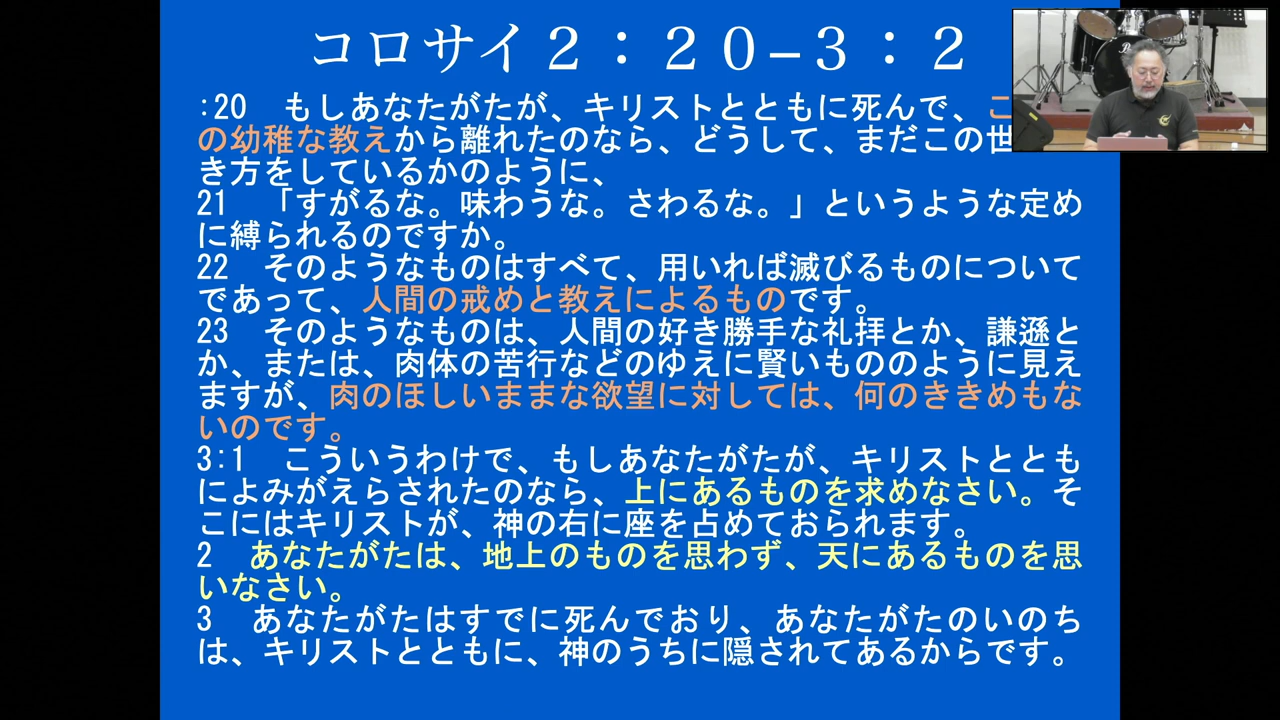 コロサイ２：２０−３：２
:20　もしあなたがたが、キリストとともに死んで、こ
の幼稚な教えから離れたのなら、どうして、まだこの世
き方をしているかのように、
21　「すがるな。味わうな。さわるな。」というような定め
に縛られるのですか。
22　そのようなものはすべて、用いれば滅びるものについて
であって、人間の戒めと教えによるものです。
23　そのようなものは、人間の好き勝手な礼拝とか、謙遜と
か、または、肉体の苦行などのゆえに賢いもののように見え
ますが、肉のほしいままな欲望に対しては、何のききめもな
いのです。
3:1　こういうわけで、もしあなたがたが、キリストととも
によみがえらされたのなら、上にあるものを求めなさい。そ
こにはキリストが、神の右に座を占めておられます。
2　あなたがたは、地上のものを思わず、天にあるものを思
いなさい。
3　あなたがたはすでに死んでおり、あなたがたのいのち
は、キリストとともに、神のうちに隠されてあるからです。